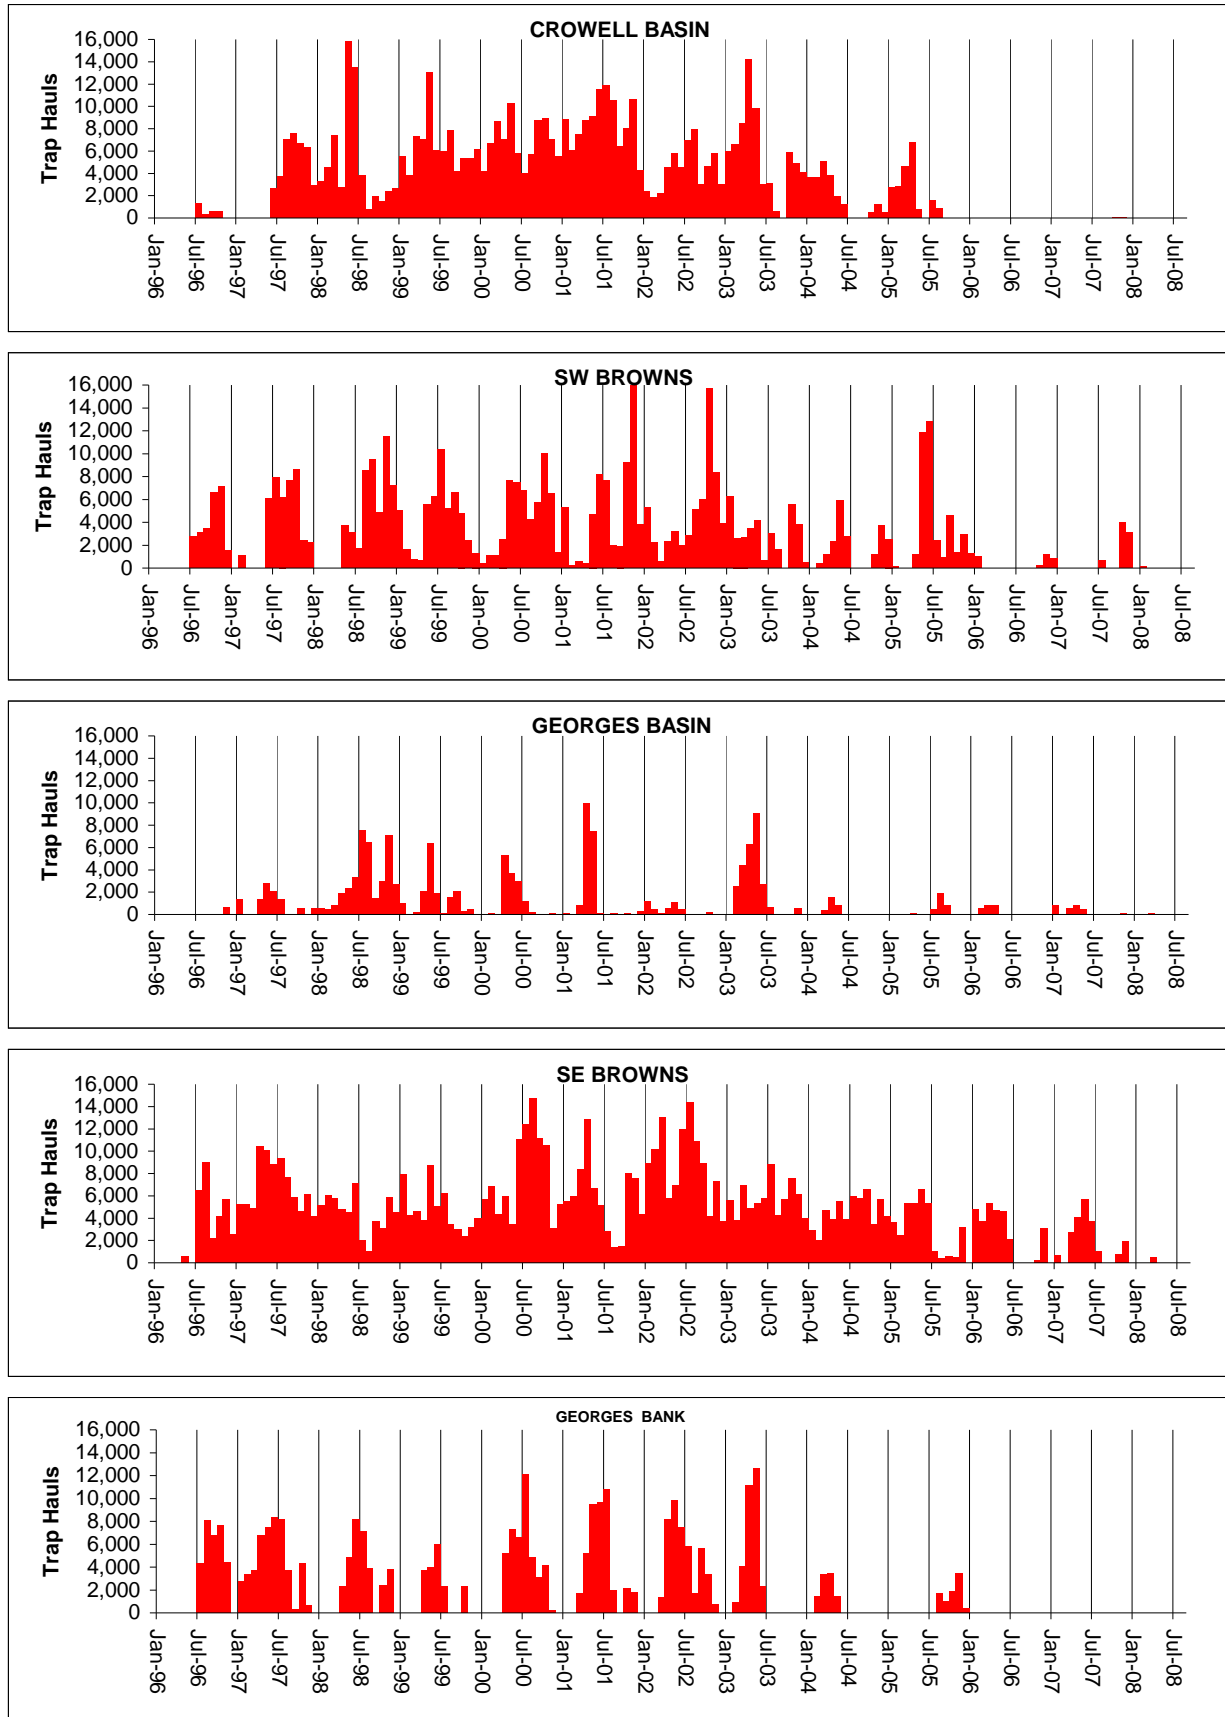 CROWELL BASIN
Trap Hauls
16,000
14,000
12,000
10,000
8,000
6,000
4,000
2,000
0
Jan-96
Jul-96
Jan-97
Jul-97
Jan-98
Jul-98
Jan-99
Jul-99
Jan-00
Jul-00
Jan-01
Jul-01
Jan-02
Jul-02
Jan-03
Jul-03
Jan-04
Jul-04
Jan-05
Jul-05
Jan-06
Jul-06
Jan-07
Jul-07
Jan-08
Jul-08
SW BROWNS
Trap Hauls
16,000
14,000
12,000
10,000
8,000
6,000
4,000
2,000
0
Jan-96
Jul-96
Jan-97
Jul-97
Jan-98
Jul-98
Jan-99
Jul-99
Jan-00
Jul-00
Jan-01
Jul-01
Jan-02
Jul-02
Jan-03
Jul-03
Jan-04
Jul-04
Jan-05
Jul-05
Jan-06
Jul-06
Jan-07
Jul-07
Jan-08
Jul-08
GEORGES BASIN
Trap Hauls
16,000
14,000
12,000
10,000
8,000
6,000
4,000
2,000
0
Jan-96
Jul-96
Jan-97
Jul-97
Jan-98
Jul-98
Jan-99
Jul-99
Jan-00
Jul-00
Jan-01
Jul-01
Jan-02
Jul-02
Jan-03
Jul-03
Jan-04
Jul-04
Jan-05
Jul-05
Jan-06
Jul-06
Jan-07
Jul-07
Jan-08
Jul-08
SE BROWNS
Trap Hauls
16,000
14,000
12,000
10,000
8,000
6,000
4,000
2,000
0
Jan-96
Jul-96
Jan-97
Jul-97
Jan-98
Jul-98
Jan-99
Jul-99
Jan-00
Jul-00
Jan-01
Jul-01
Jan-02
Jul-02
Jan-03
Jul-03
Jan-04
Jul-04
Jan-05
Jul-05
Jan-06
Jul-06
Jan-07
Jul-07
Jan-08
Jul-08
GEORGES BANK
Trap Hauls
16,000
14,000
12,000
10,000
8,000
6,000
4,000
2,000
0
Jan-96
Jul-96
Jan-97
Jul-97
Jan-98
Jul-98
Jan-99
Jul-99
Jan-00
Jul-00
Jan-01
Jul-01
Jan-02
Jul-02
Jan-03
Jul-03
Jan-04
Jul-04
Jan-05
Jul-05
Jan-06
Jul-06
Jan-07
Jul-07
Jan-08
Jul-08